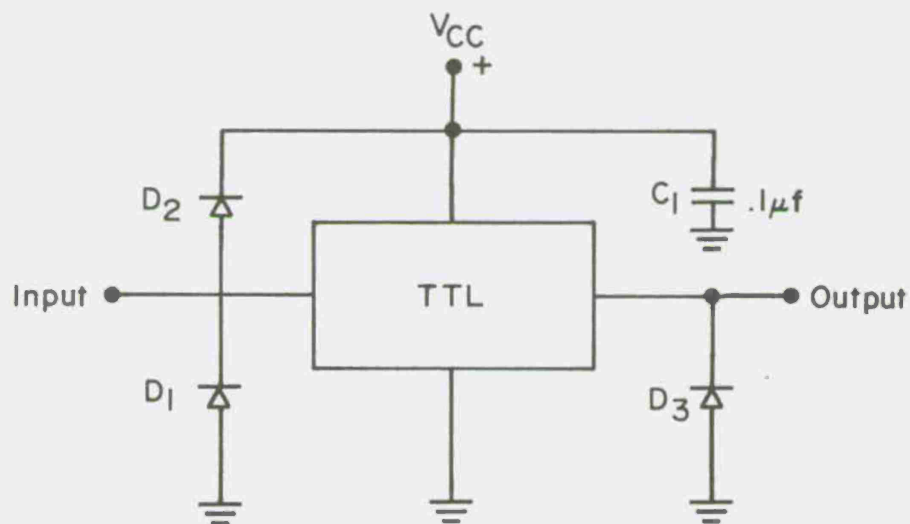 VCC
+
D2
C1 .1μf
Input
TTL
Output
D1
D3